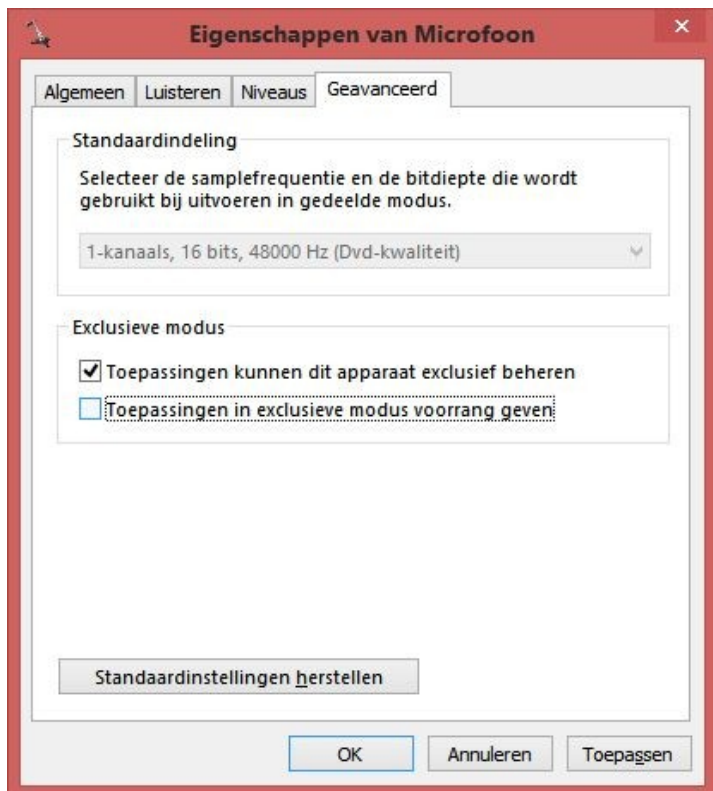 Eigenschappen van Microfoon
Algemeen Luisteren Niveaus Geavanceerd
Standaardindeling
Selecteer de samplefrequentie en de bitdiepte die wordt
gebruikt bij uitvoeren in gedeelde modus.
1-kanaals, 16 bits, 48000 Hz (Dvd-kwaliteit)
Exclusieve modus
Toepassingen kunnen dit apparaat exclusief beheren
Toepassingen in exclusieve modus voorrang geven
Standaardinstellingen herstellen
OK Annuleren Toepassen